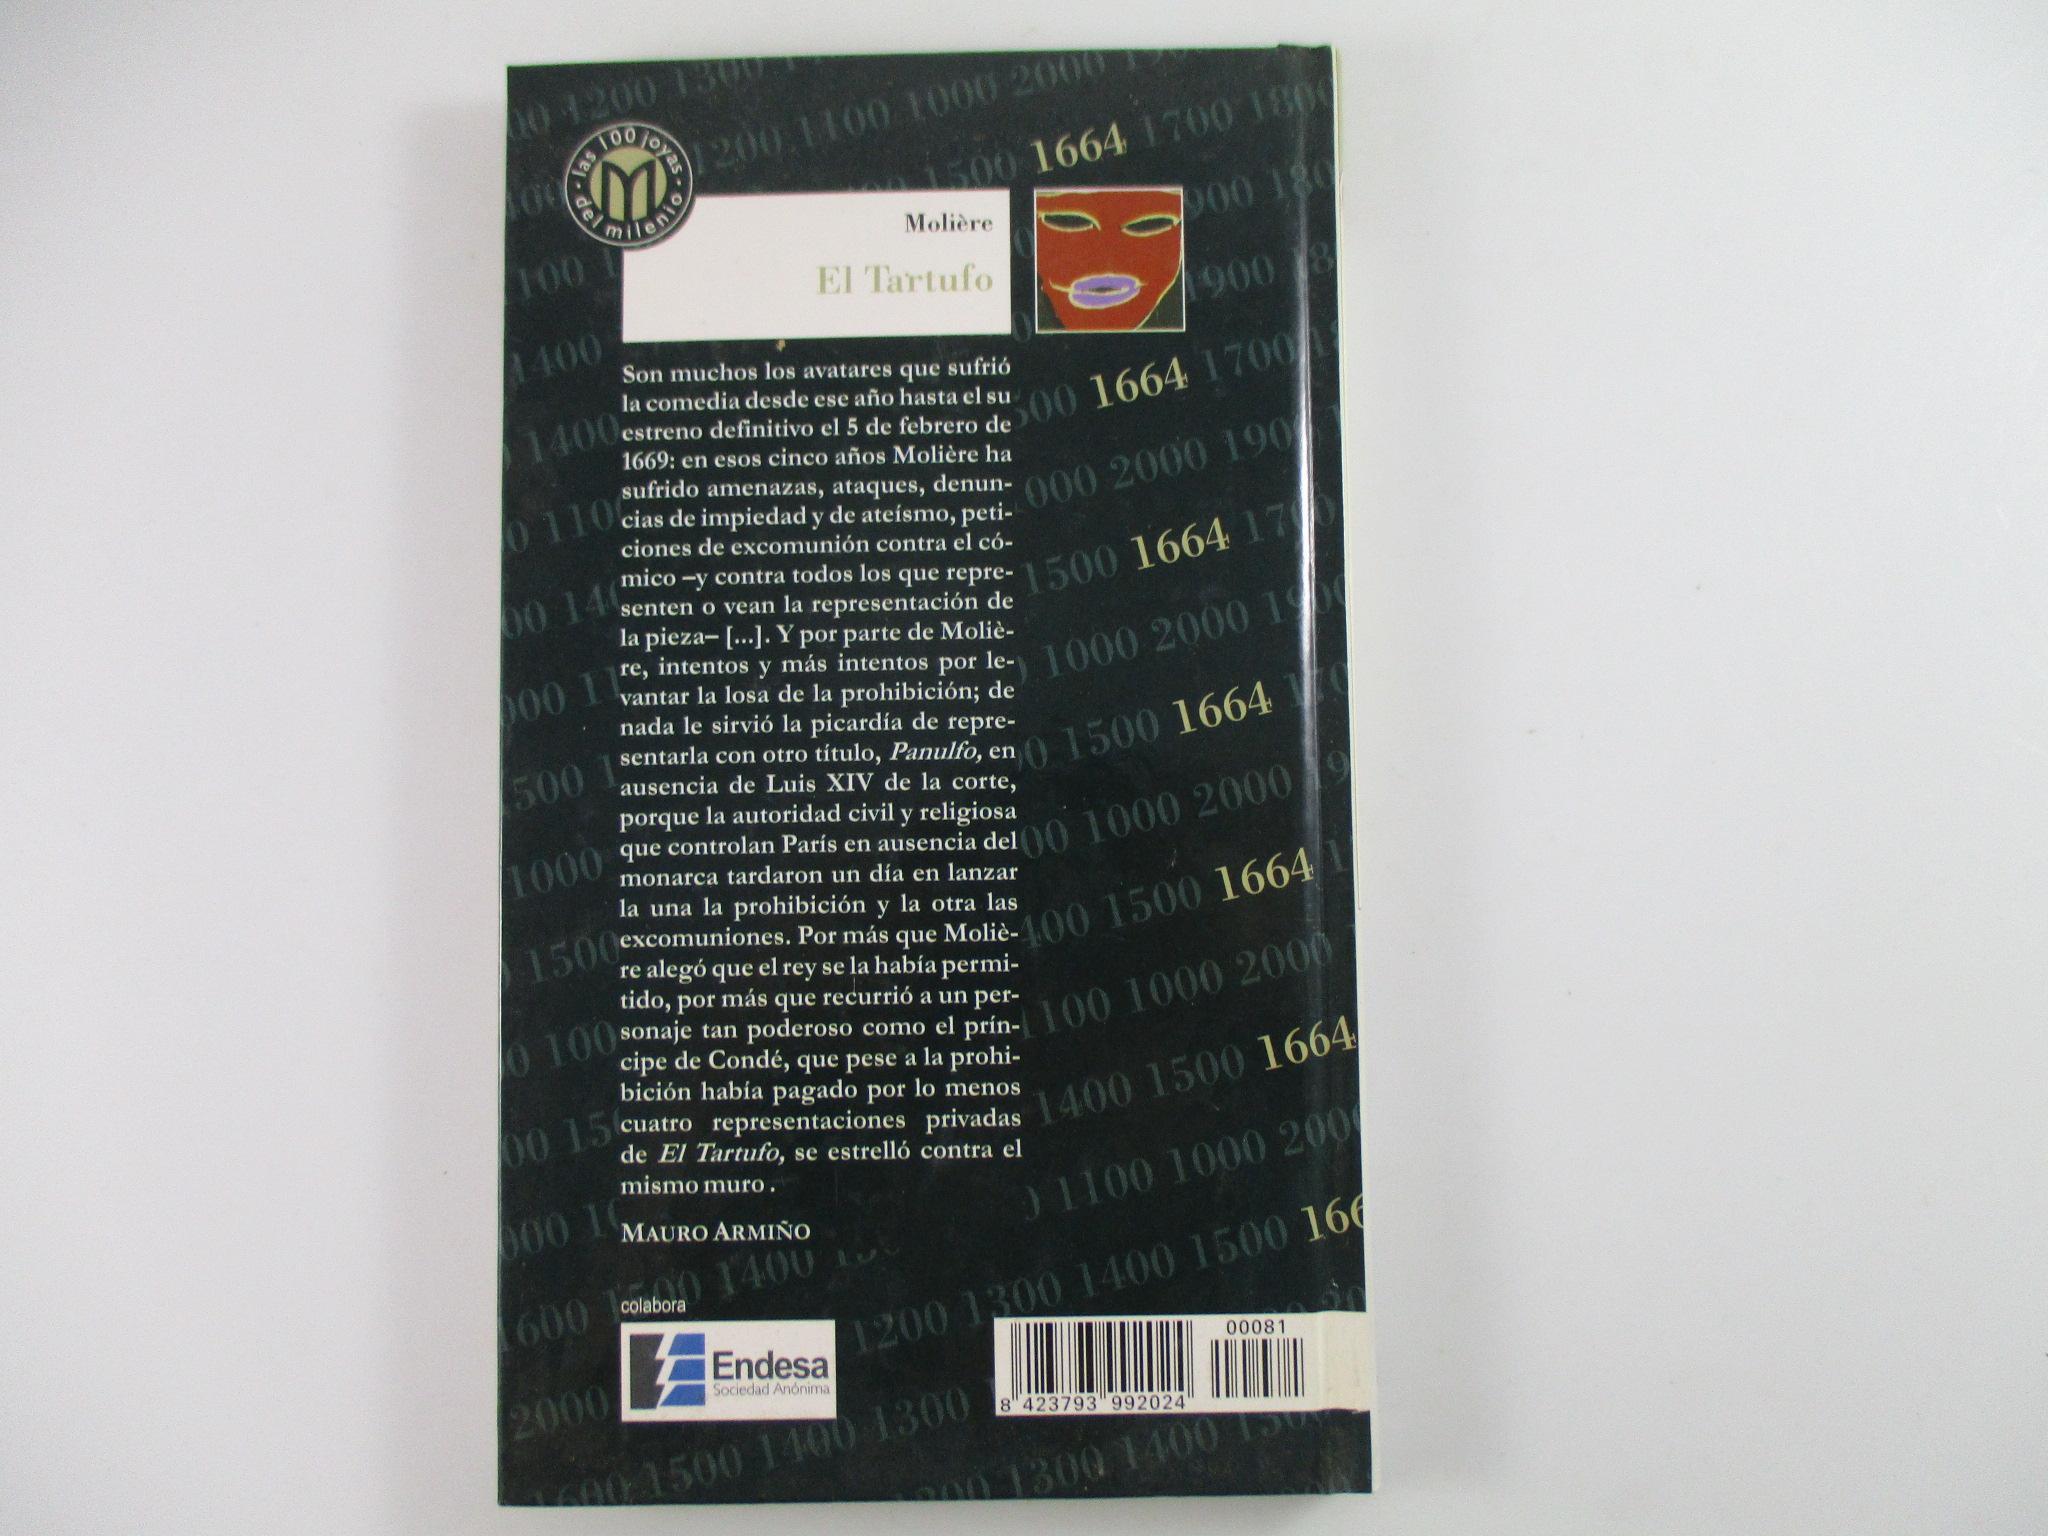 las 100 joyas
M
del milenio
Molière
El Tartufo
Son muchos los avatares que sufrió
la comedia desde ese año hasta el su
estreno definitivo el 5 de febrero de
1669: en esos cinco años Molière ha
sufrido amenazas, ataques, denun-
cias de impiedad y de ateísmo, peti-
ciones de excomunión contra el có-
mico –y contra todos los que repre-
senten o vean la representación de
la pieza– [...]. Y por parte de Moliè-
re, intentos y más intentos por le-
vantar la losa de la prohibición; de
nada le sirvió la picardía de repre-
sentarla con otro título, Panulfo, en
ausencia de Luis XIV de la corte,
porque la autoridad civil y religiosa
que controlan París en ausencia del
monarca tardaron un día en lanzar
la una la prohibición y la otra las
excomuniones. Por más que Moliè-
re alegó que el rey se la había permi-
tido, por más que recurrió a un per-
sonaje tan poderoso como el prín-
cipe de Condé, que pese a la prohi-
bición había pagado por lo menos
cuatro representaciones privadas
de El Tartufo, se estrelló contra el
mismo muro .
MAURO ARMIÑO
colabora
Endesa
Sociedad Anónima
00081
8 423793 992024
1664
1664
1664
1664
1664
1664